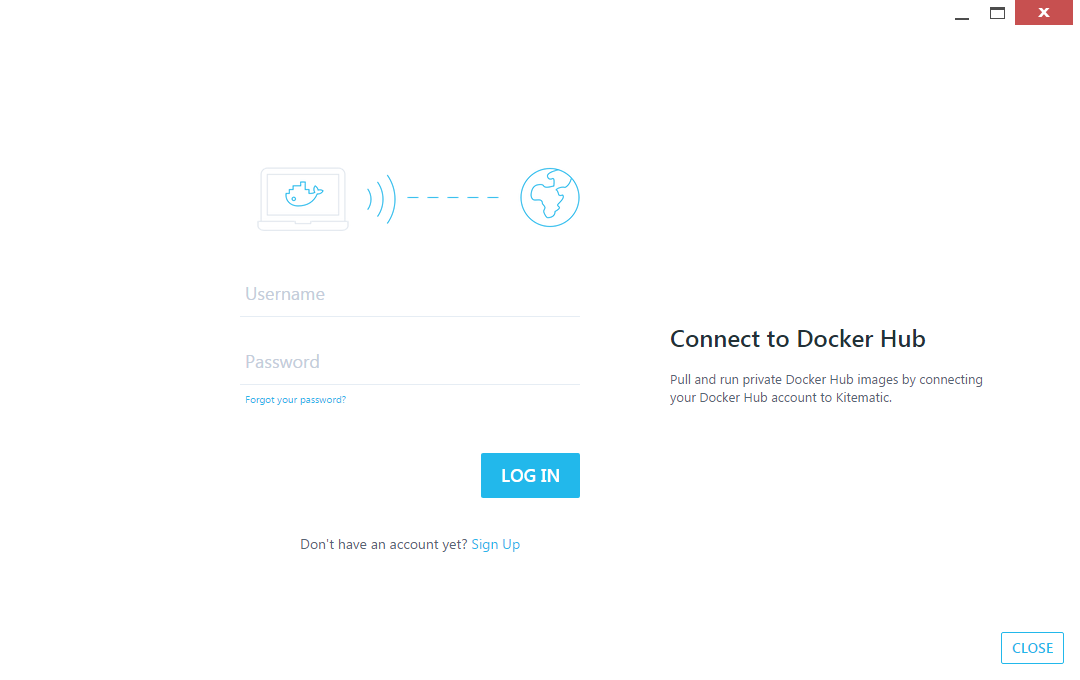 Username
Password
Forgot your password?
LOG IN
Don't have an account yet? Sign Up
Connect to Docker Hub
Pull and run private Docker Hub images by connecting
your Docker Hub account to Kitematic.
CLOSE